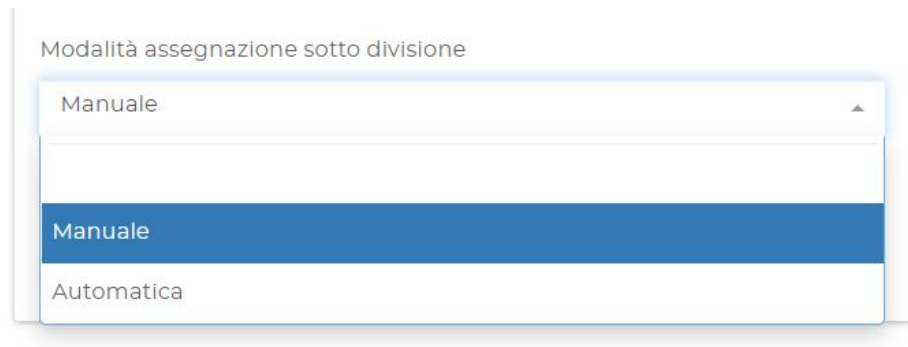 Modalità assegnazione sotto divisione
Manuale
Manuale
Automatica